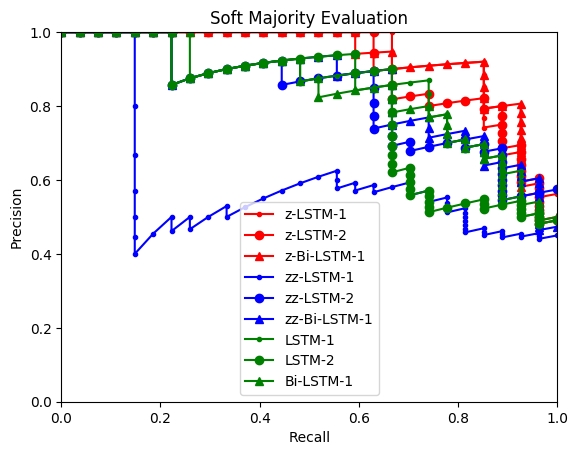 Soft Majority Evaluation
1.0
0.8
0.6
0.4
0.2
0.0
Precision
z-LSTM-1
z-LSTM-2
z-Bi-LSTM-1
zz-LSTM-1
zz-LSTM-2
zz-Bi-LSTM-1
LSTM-1
LSTM-2
Bi-LSTM-1
0.0 0.2 0.4 0.6 0.8 1.0
Recall